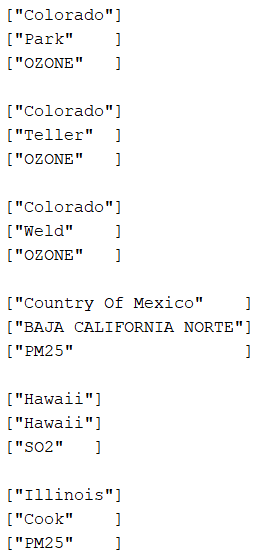 ["Colorado"]
["Park"    ]
["OZONE"   ]

["Colorado"]
["Teller"  ]
["OZONE"   ]

["Colorado"]
["Weld"    ]
["OZONE"   ]

["Country Of Mexico"    ]
["BAJA CALIFORNIA NORTE"]
["PM25"                 ]

["Hawaii"]
["Hawaii"]
["SO2"   ]

["Illinois"]
["Cook"    ]
["PM25"    ]